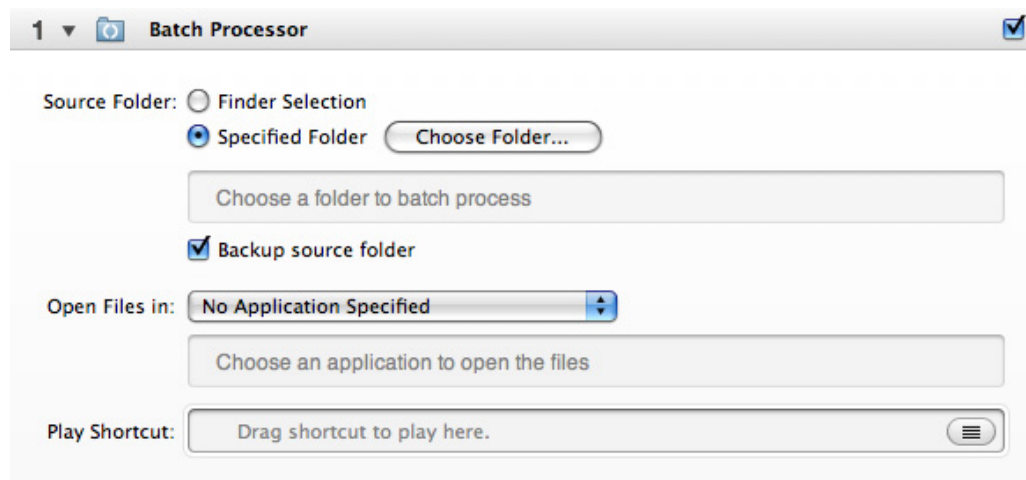 1 Batch Processor
Source Folder: Finder Selection
Specified Folder Choose Folder...
Choose a folder to batch process
Backup source folder
Open Files in: No Application Specified
Choose an application to open the files
Play Shortcut: Drag shortcut to play here.